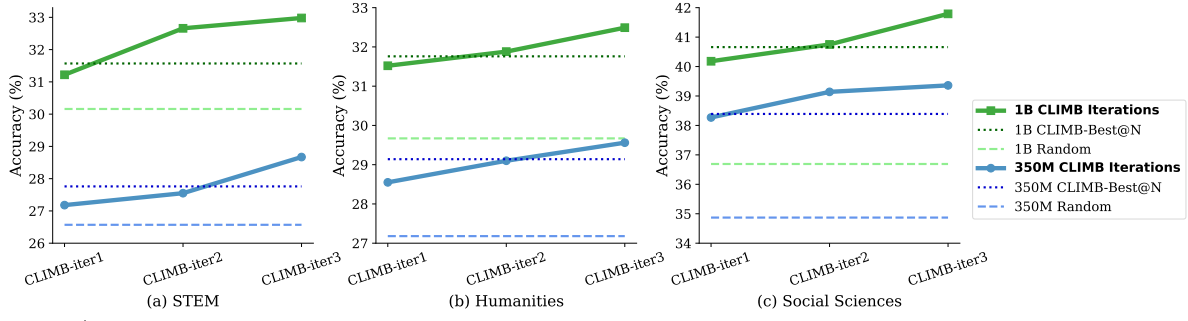 Accuracy (%)
33
32
31
30
29
28
27
26
CLIMB-iter1
CLIMB-iter2
CLIMB-iter3
(a) STEM
Accuracy (%)
33
32
31
30
29
28
27
CLIMB-iter1
CLIMB-iter2
CLIMB-iter3
(b) Humanities
Accuracy (%)
42
41
40
39
38
37
36
35
34
CLIMB-iter1
CLIMB-iter2
CLIMB-iter3
(c) Social Sciences
1B CLIMB Iterations
1B CLIMB-Best@N
1B Random
350M CLIMB Iterations
350M CLIMB-Best@N
350M Random